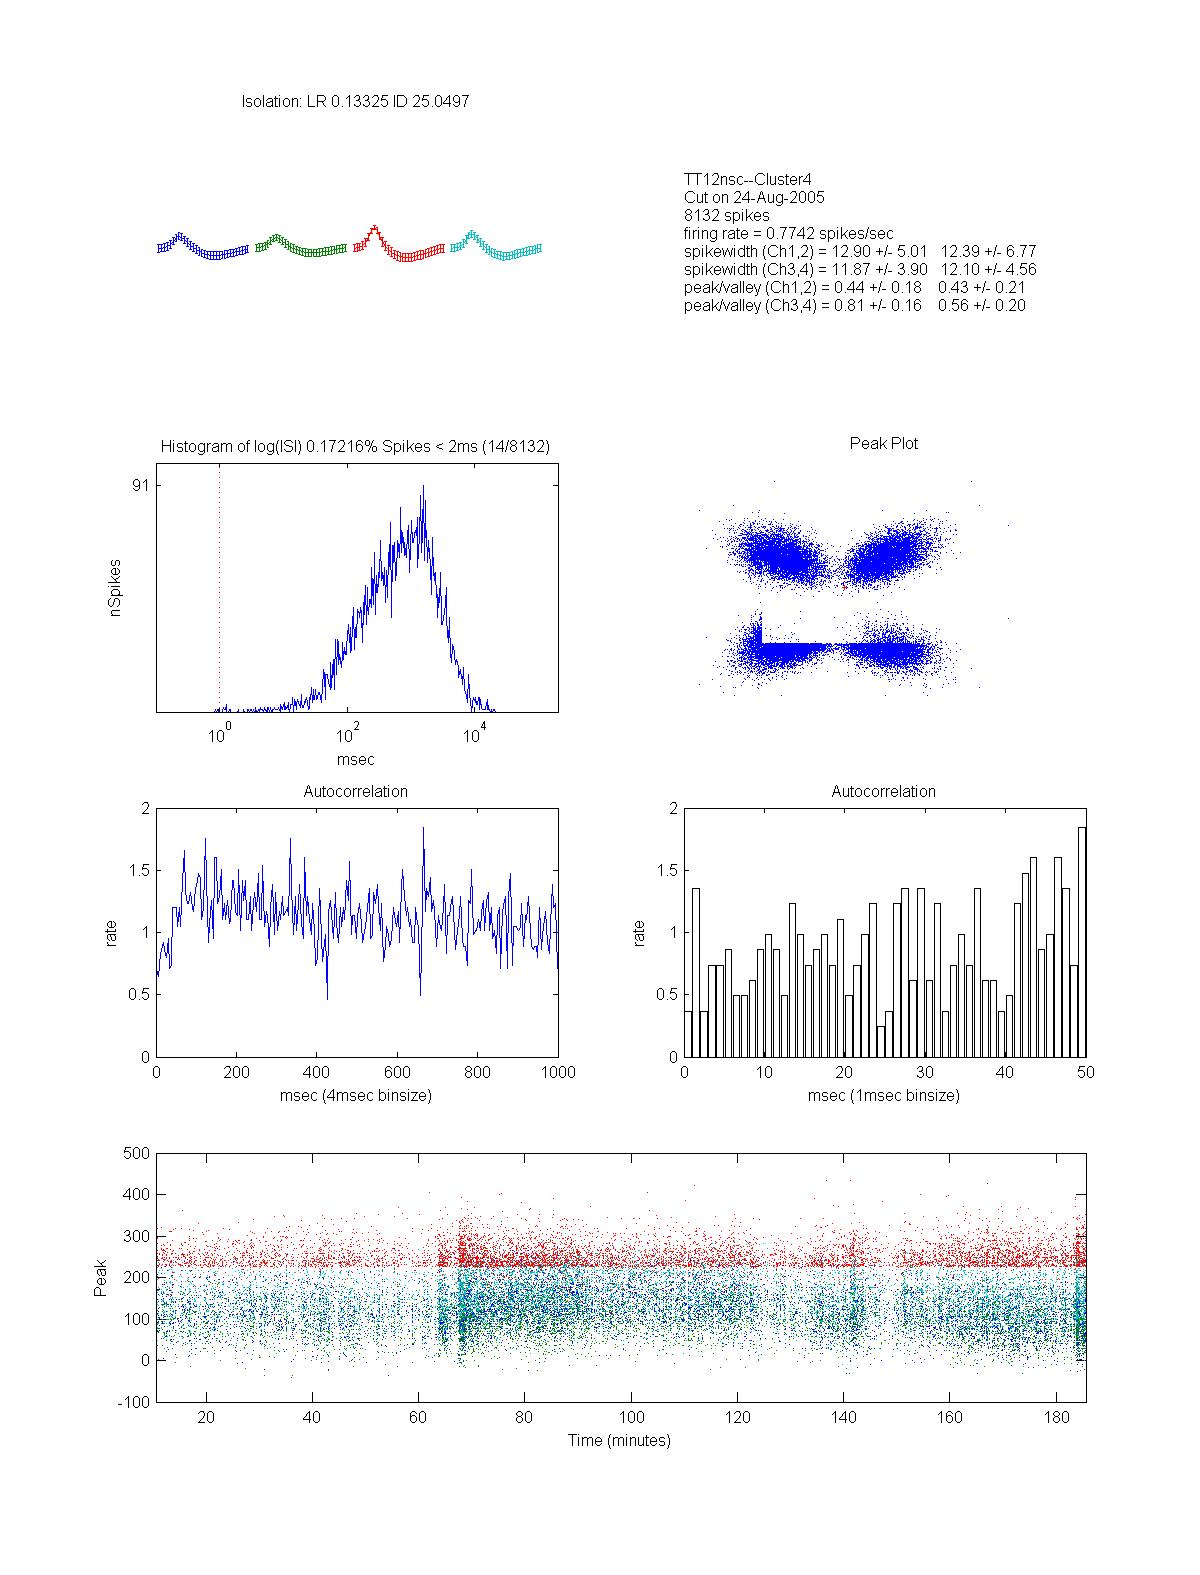 Isolation: LR 0.13325 ID 25.0497
TT12nsc--Cluster4
Cut on 24-Aug-2005
8132 spikes
firing rate = 0.7742 spikes/sec
spikewidth (Ch1,2) = 12.90 +/- 5.01 12.39 +/- 6.77
spikewidth (Ch3,4) = 11.87 +/- 3.90 12.10 +/- 4.56
peak/valley (Ch1,2) = 0.44 +/- 0.18 0.43 +/- 0.21
peak/valley (Ch3,4) = 0.81 +/- 0.16 0.56 +/- 0.20
Histogram of log(ISI) 0.17216% Spikes < 2ms (14/8132)
91
nSpikes
10^0 10^2 10^4
msec
Peak Plot
Autocorrelation
2
1.5
1
0.5
0
rate
0 200 400 600 800 1000
msec (4msec binsize)
Autocorrelation
2
1.5
1
0.5
0
rate
0 10 20 30 40 50
msec (1msec binsize)
500
400
300
200
100
0
-100
Peak
20 40 60 80 100 120 140 160 180
Time (minutes)